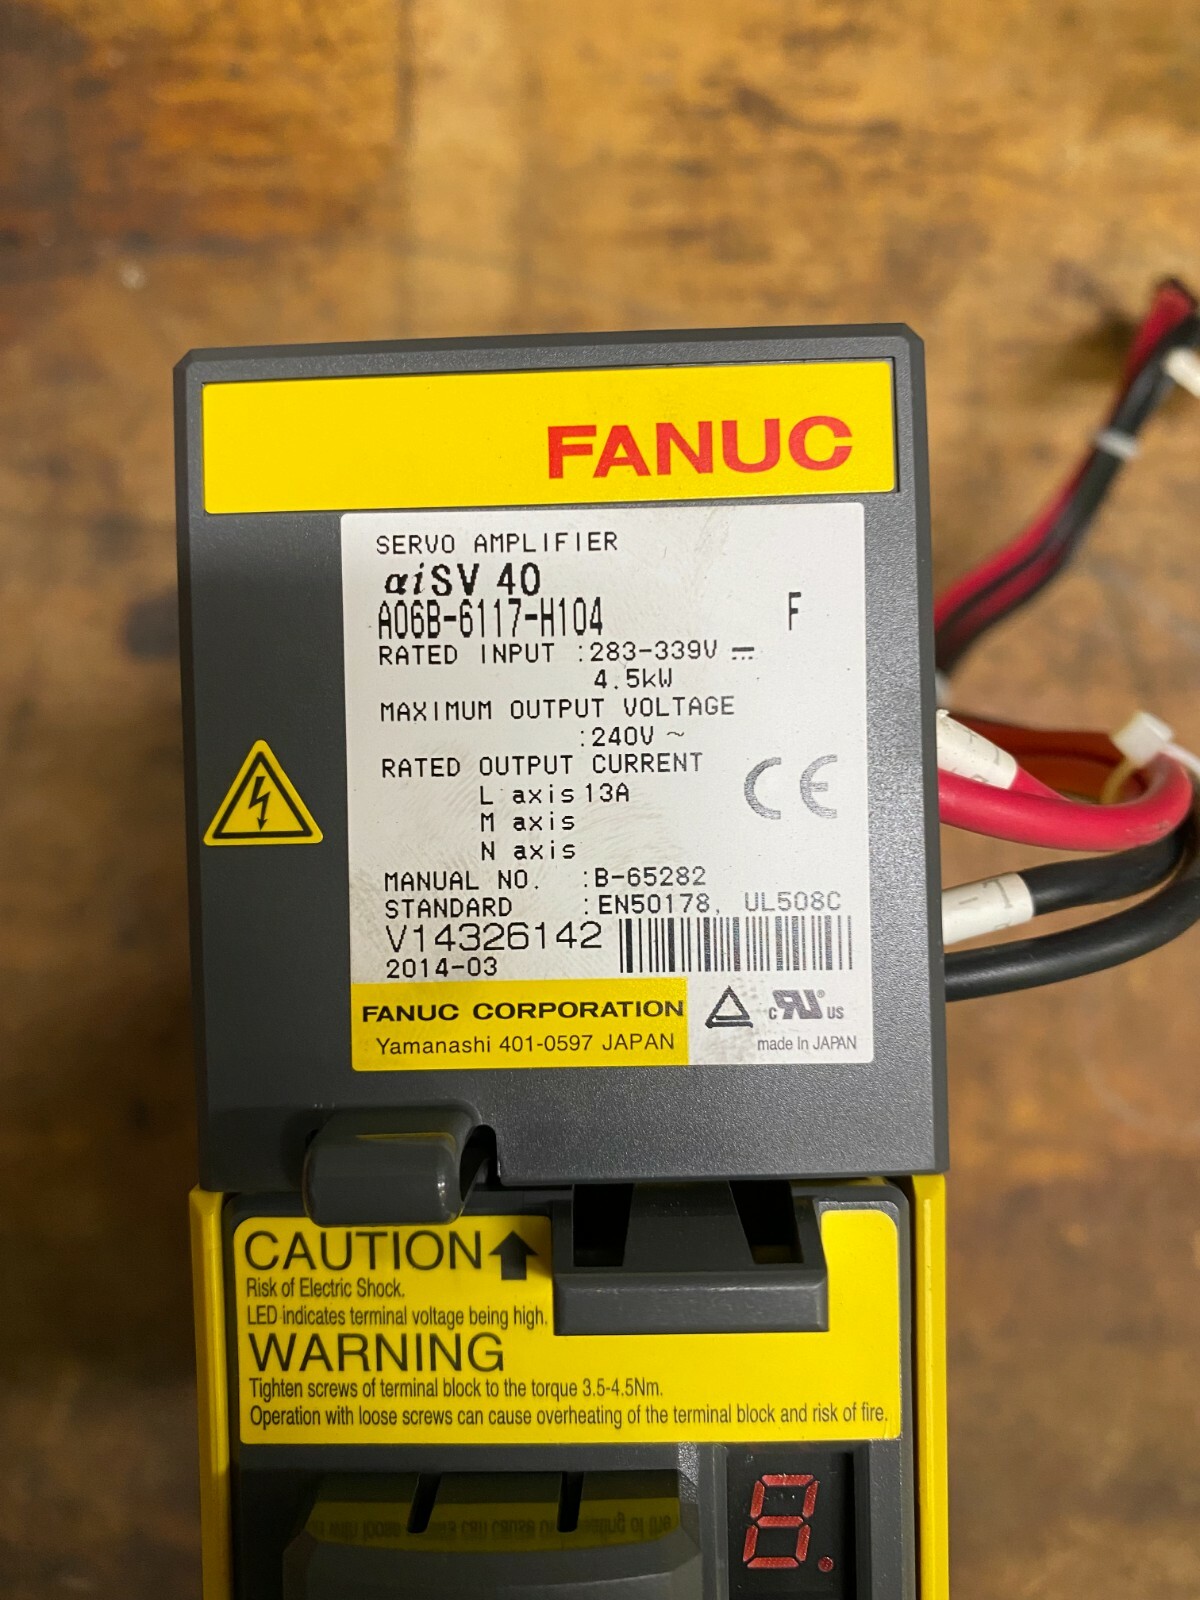 FANUC
SERVO AMPLIFIER
αiSV 40
A06B-6117-H104 F
RATED INPUT :283-339V ⎓
4.5kW
MAXIMUM OUTPUT VOLTAGE
:240V ~
RATED OUTPUT CURRENT
L axis 13A
M axis
N axis
CE
MANUAL NO. :B-65282
STANDARD :EN50178, UL508C
V14326142
2014-03
FANUC CORPORATION
Yamanashi 401-0597 JAPAN
c RU US
made in JAPAN
CAUTION
Risk of Electric Shock.
LED indicates terminal voltage being high.
WARNING
Tighten screws of terminal block to the torque 3.5-4.5Nm.
Operation with loose screws can cause overheating of the terminal block and risk of fire.
8.